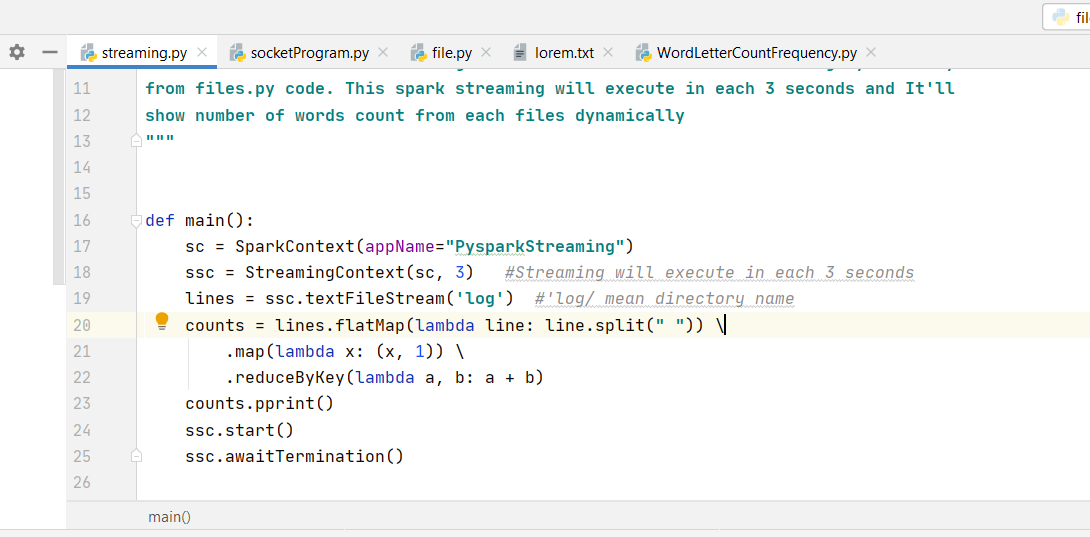 fil
streaming.py
socketProgram.py
file.py
lorem.txt
WordLetterCountFrequency.py
11 from files.py code. This spark streaming will execute in each 3 seconds and It'll
12 show number of words count from each files dynamically
13 """
14
15
16 def main():
17 sc = SparkContext(appName="PysparkStreaming")
18 ssc = StreamingContext(sc, 3) #Streaming will execute in each 3 seconds
19 lines = ssc.textFileStream('log') #'log/ mean directory name
20 counts = lines.flatMap(lambda line: line.split(" ")) \
21 .map(lambda x: (x, 1)) \
22 .reduceByKey(lambda a, b: a + b)
23 counts.pprint()
24 ssc.start()
25 ssc.awaitTermination()
26
main()